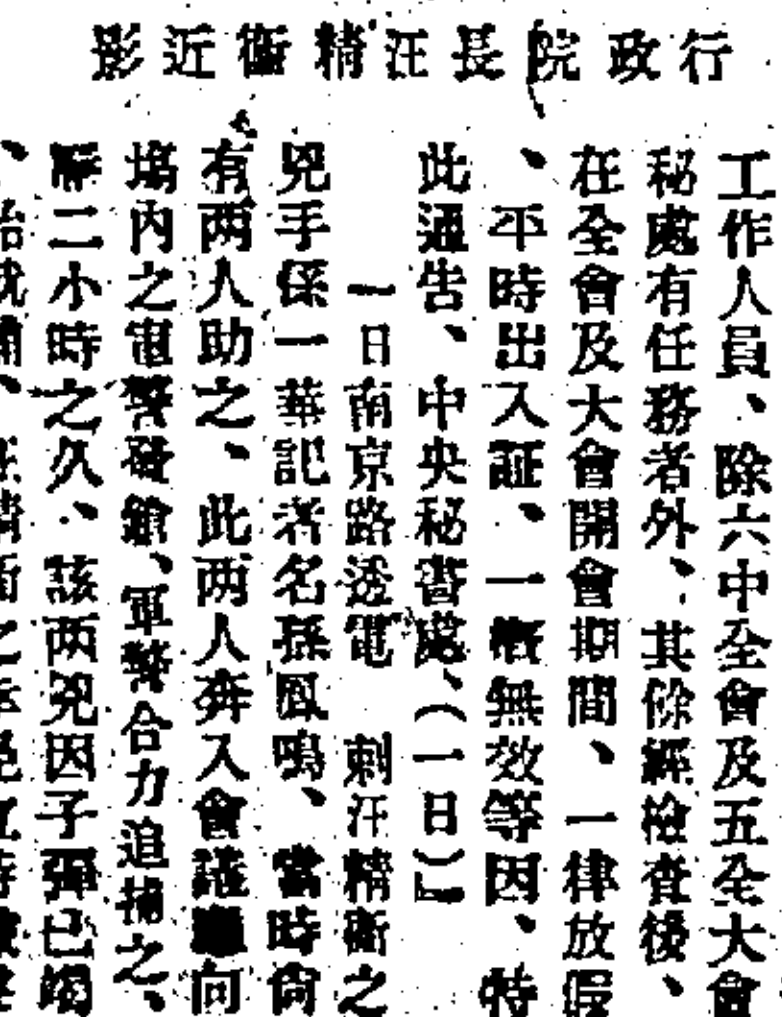 行政院長汪精衛近影
工作人員、除六中全會及五全大會
秘處有任務者外、其餘經檢查後、
在全會及大會開會期間、一律放假
、平時出入証、一概無效等因、特
此通告、中央秘書處、(一日)』
一日南京路透電 刺汪精衛之
兇手係一華記者名孫鳳鳴、當時尙
有两人助之、此两人奔入會議廳向
塲內之軍警發鎗、軍警合力追捕之、
解二小時之久、該两兇因子彈已竭
、始就捕、